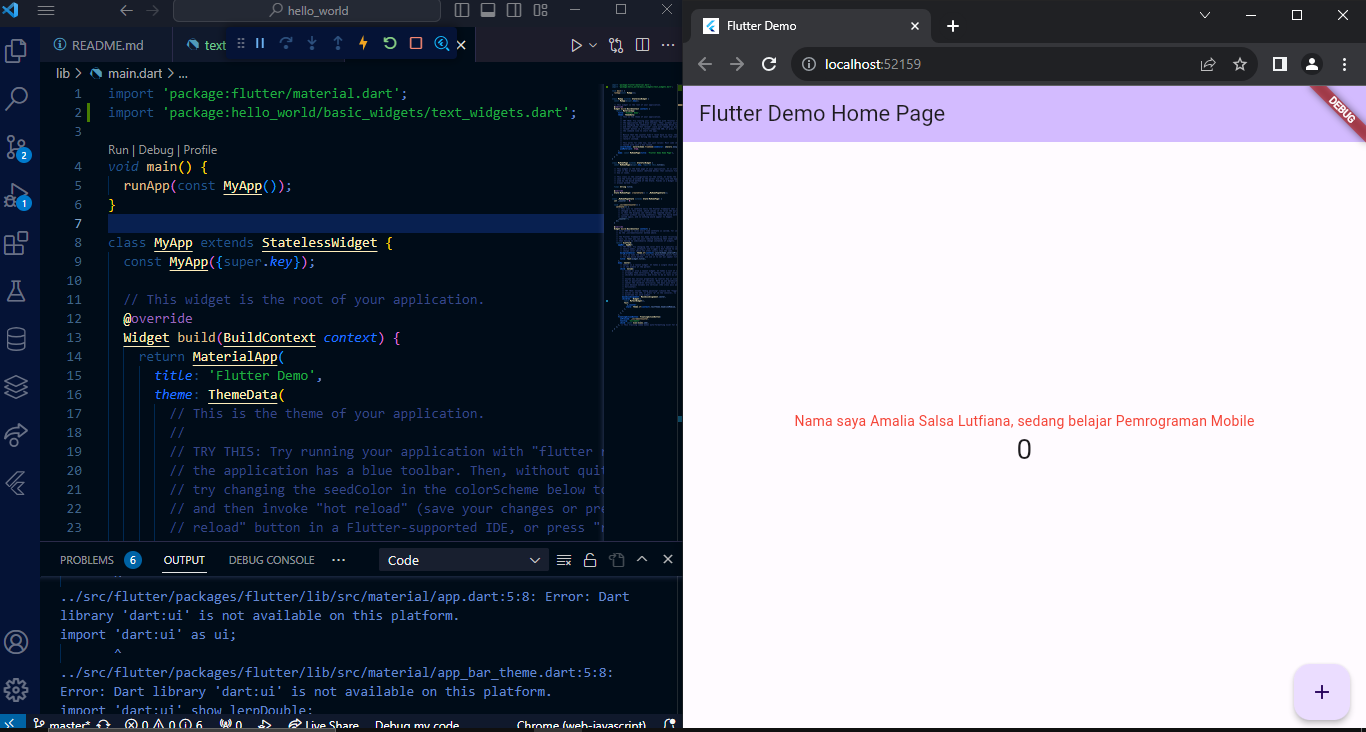 hello_world
README.md
text
lib > main.dart > ...
1 import 'package:flutter/material.dart';
2 import 'package:hello_world/basic_widgets/text_widgets.dart';
3
Run | Debug | Profile
4 void main() {
5 runApp(const MyApp());
6 }
7
8 class MyApp extends StatelessWidget {
9 const MyApp({super.key});
10
11 // This widget is the root of your application.
12 @override
13 Widget build(BuildContext context) {
14 return MaterialApp(
15 title: 'Flutter Demo',
16 theme: ThemeData(
17 // This is the theme of your application.
18 //
19 // TRY THIS: Try running your application with "flutter
20 // the application has a blue toolbar. Then, without
21 // try changing the seedColor in the colorScheme below
22 // and then invoke "hot reload" (save your changes or
23 // reload" button in a Flutter-supported IDE, or press
2
1
PROBLEMS 6 OUTPUT DEBUG CONSOLE ...
Code
../src/flutter/packages/flutter/lib/src/material/app.dart:5:8: Error: Dart
library 'dart:ui' is not available on this platform.
import 'dart:ui' as ui;
^
../src/flutter/packages/flutter/lib/src/material/app_bar_theme.dart:5:8:
Error: Dart library 'dart:ui' is not available on this platform.
import 'dart:ui' show lerpDouble;
master* 0 0 6 0 Live Share Debug my code Chrome (web-javascript)
Flutter Demo
localhost:52159
Flutter Demo Home Page
DEBUG
Nama saya Amalia Salsa Lutfiana, sedang belajar Pemrograman Mobile
0
+